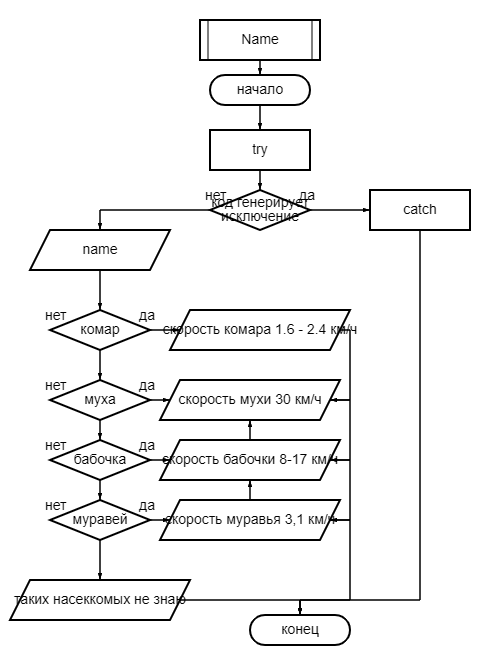 Name
начало
try
нет
да
код генерирует
исключение
catch
name
нет
да
комар
скорость комара 1.6 - 2.4 км/ч
нет
да
муха
скорость мухи 30 км/ч
нет
да
бабочка
скорость бабочки 8-17 км/ч
нет
да
муравей
скорость муравья 3,1 км/ч
таких насеккомых не знаю
конец